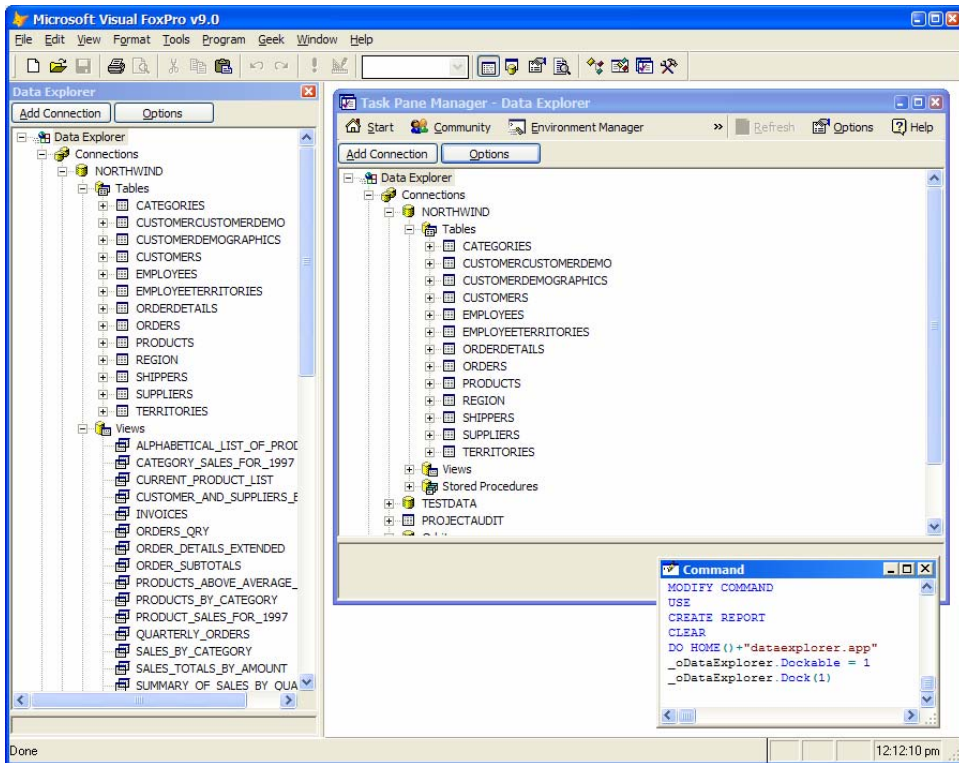 Microsoft Visual FoxPro v9.0
File Edit View Format Tools Program Geek Window Help
Data Explorer
Add Connection Options
Data Explorer
Connections
NORTHWIND
Tables
CATEGORIES
CUSTOMERCUSTOMERDEMO
CUSTOMERDEMOGRAPHICS
CUSTOMERS
EMPLOYEES
EMPLOYEETERRITORIES
ORDERDETAILS
ORDERS
PRODUCTS
REGION
SHIPPERS
SUPPLIERS
TERRITORIES
Views
ALPHABETICAL_LIST_OF_PROD
CATEGORY_SALES_FOR_1997
CURRENT_PRODUCT_LIST
CUSTOMER_AND_SUPPLIERS_B
INVOICES
ORDERS_QRY
ORDER_DETAILS_EXTENDED
ORDER_SUBTOTALS
PRODUCTS_ABOVE_AVERAGE_
PRODUCTS_BY_CATEGORY
PRODUCT_SALES_FOR_1997
QUARTERLY_ORDERS
SALES_BY_CATEGORY
SALES_TOTALS_BY_AMOUNT
SUMMARY_OF_SALES_BY_QUA
Task Pane Manager - Data Explorer
Start Community Environment Manager » Refresh Options Help
Add Connection Options
Data Explorer
Connections
NORTHWIND
Tables
CATEGORIES
CUSTOMERCUSTOMERDEMO
CUSTOMERDEMOGRAPHICS
CUSTOMERS
EMPLOYEES
EMPLOYEETERRITORIES
ORDERDETAILS
ORDERS
PRODUCTS
REGION
SHIPPERS
SUPPLIERS
TERRITORIES
Views
Stored Procedures
TESTDATA
PROJECTAUDIT
Command
MODIFY COMMAND
USE
CREATE REPORT
CLEAR
DO HOME()+"dataexplorer.app"
_oDataExplorer.Dockable = 1
_oDataExplorer.Dock(1)
Done 12:12:10 pm